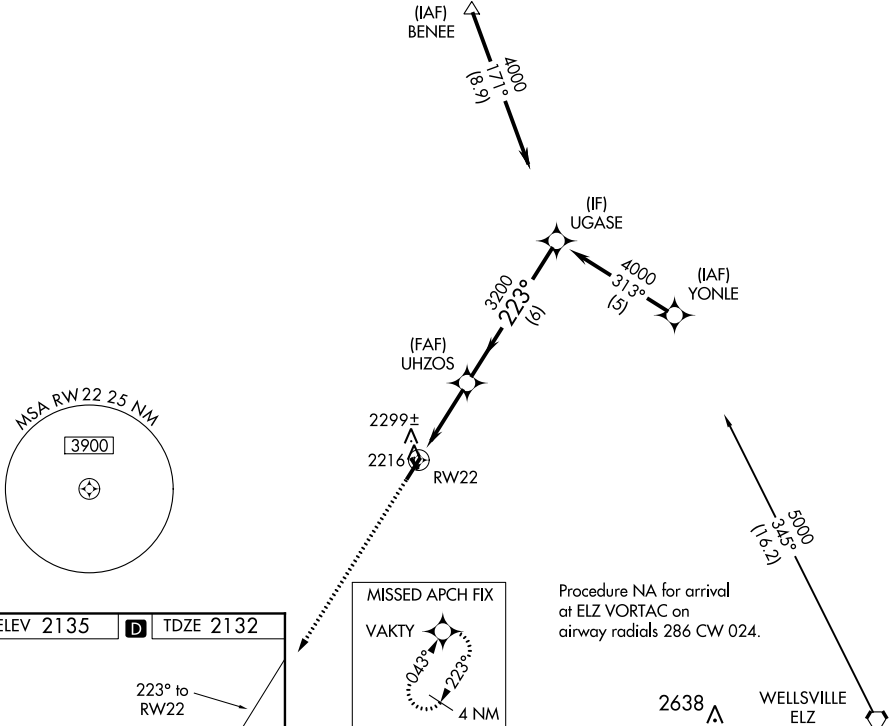 (IAF)
BENEE
4000
171°
(8.9)
(IF)
UGASE
4000
313°
(5)
(IAF)
YONLE
3200
223°
(6)
(FAF)
UHZOS
MSA RW22 25 NM
3900
2299±
2216
RW22
5000
345°
(16.2)
MISSED APCH FIX
VAKTY
043°
223°
4 NM
Procedure NA for arrival
at ELZ VORTAC on
airway radials 286 CW 024.
ELEV 2135 D TDZE 2132
223° to
RW22
2638
WELLSVILLE
ELZ